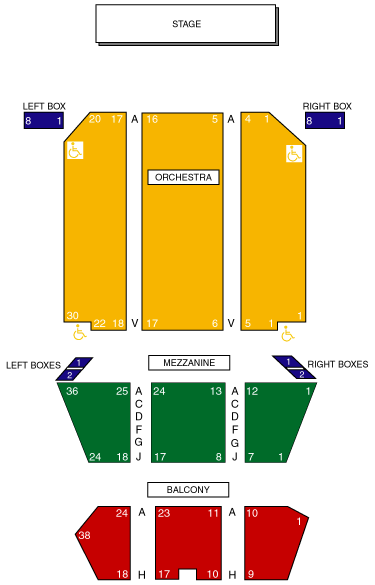 STAGE
LEFT BOX RIGHT BOX
8 1 20 17 A 16 5 A 4 1 8 1
ORCHESTRA
30 1
22 18 V 17 6 V 5 1
LEFT BOXES 1 2 MEZZANINE 1 2 RIGHT BOXES
36 25 A 24 13 A 12 1
C C
D D
F F
G G
24 18 J 17 8 J 7 1
BALCONY
24 A 23 11 A 10 1
38
18 H 17 10 H 9